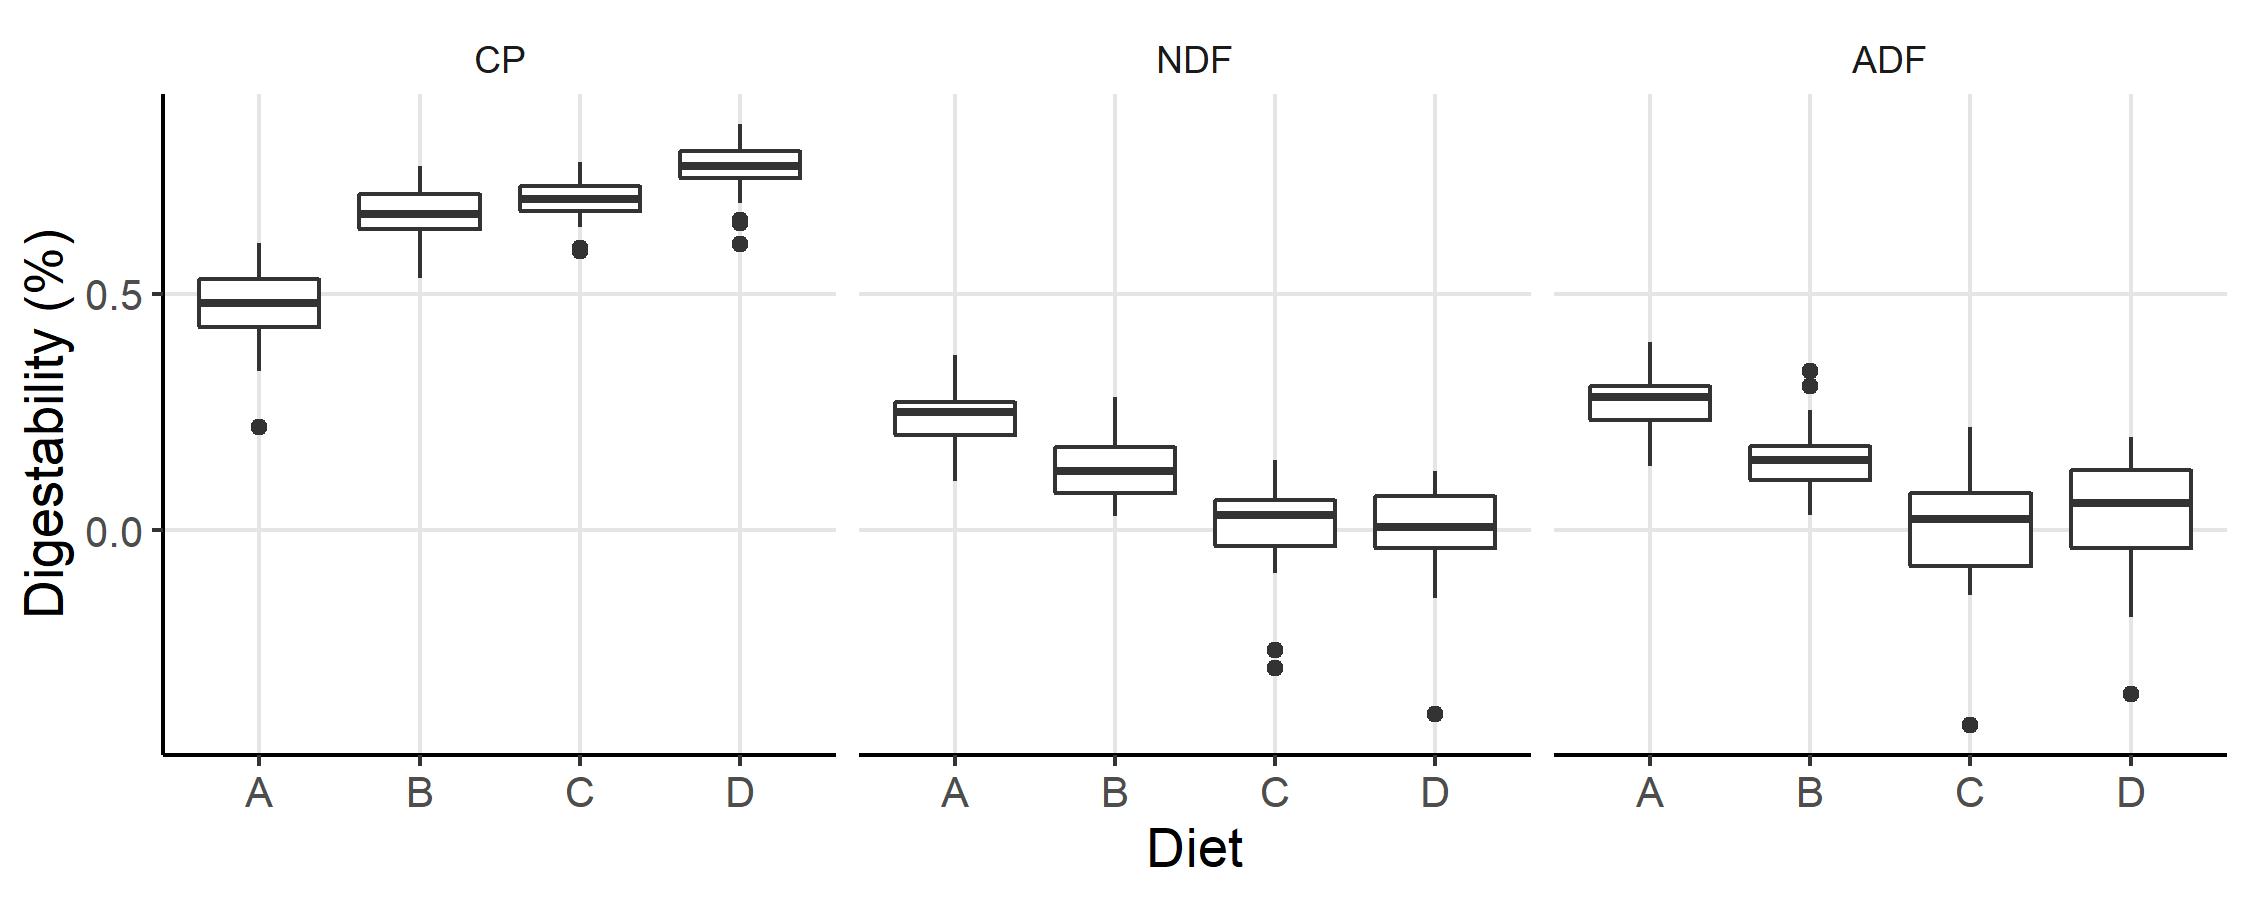 CP NDF ADF
Digestability (%)
0.5
0.0
A B C D A B C D A B C D
Diet